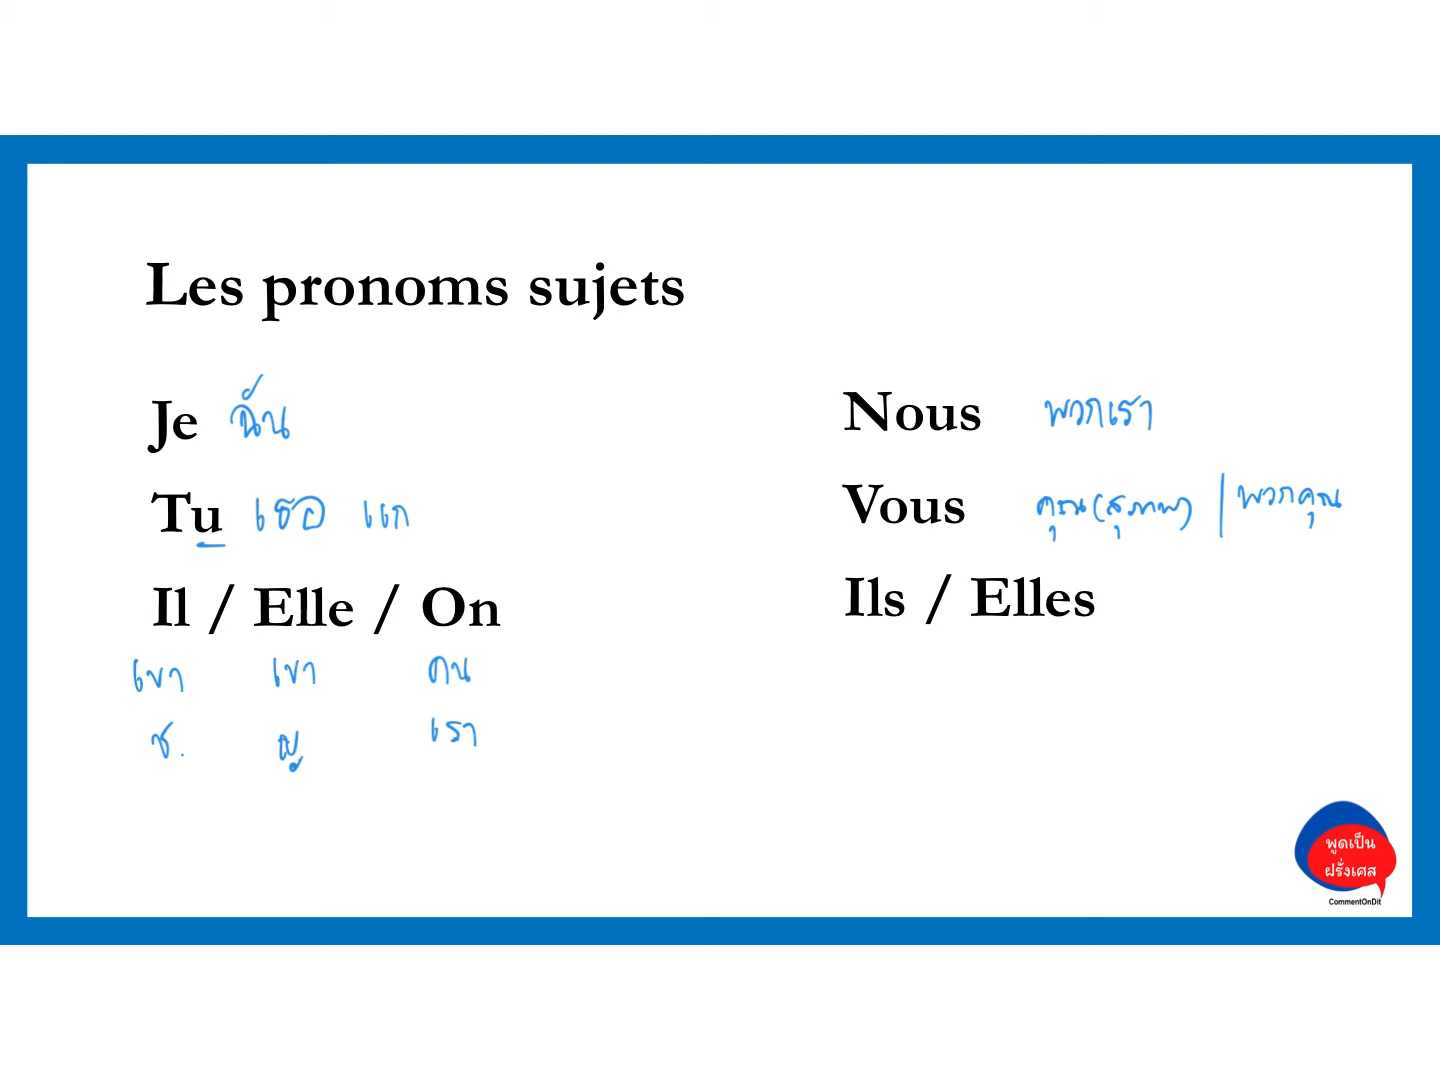 Les pronoms sujets
Je ฉัน
Tu เธอ แก
Il / Elle / On
เขา เขา คน
ช. ญ เรา
Nous พวกเรา
Vous คุณ(สุภาพ) | พวกคุณ
Ils / Elles
พูดเป็น
ฝรั่งเศส
CommentOnDit